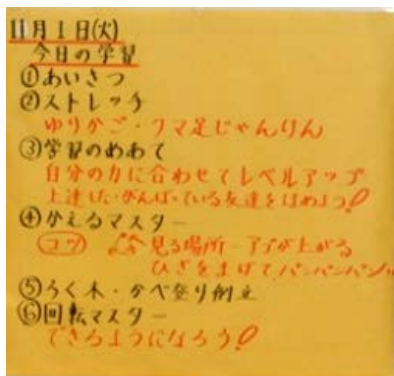 11月1日(火)
今日の学習
①あいさつ
②ストレッチ
ゆりかご・クマ足じゃんけん
③学習のめあて
自分の力に合わせてレベルアップ
上達した・がんばっている友達をほめよう!
④かえるマスター
コツ 見る場所 アゴが上がる
ひざをまげてパンパンパンッ
⑤ろく木・かべ登り倒立
⑥回転マスター
できるようになろう!